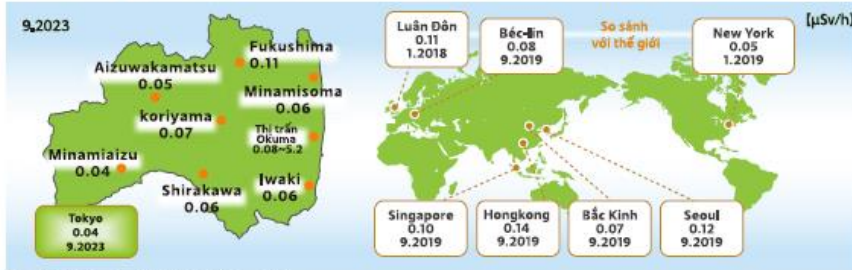 9.2023
Fukushima
0.11
Aizuwakamatsu
0.05
Minamisoma
0.06
koriyama
0.07
Thị trấn
Okuma
0.08~5.2
Minamiaizu
0.04
Shirakawa
0.06
Iwaki
0.06
Tokyo
0.04
9.2023
Luân Đôn
0.11
1.2018
Béc-lin
0.08
9.2019
So sánh
với thế giới
New York
0.05
1.2019
[μSv/h]
Singapore
0.10
9.2019
Hongkong
0.14
9.2019
Bắc Kinh
0.07
9.2019
Seoul
0.12
9.2019